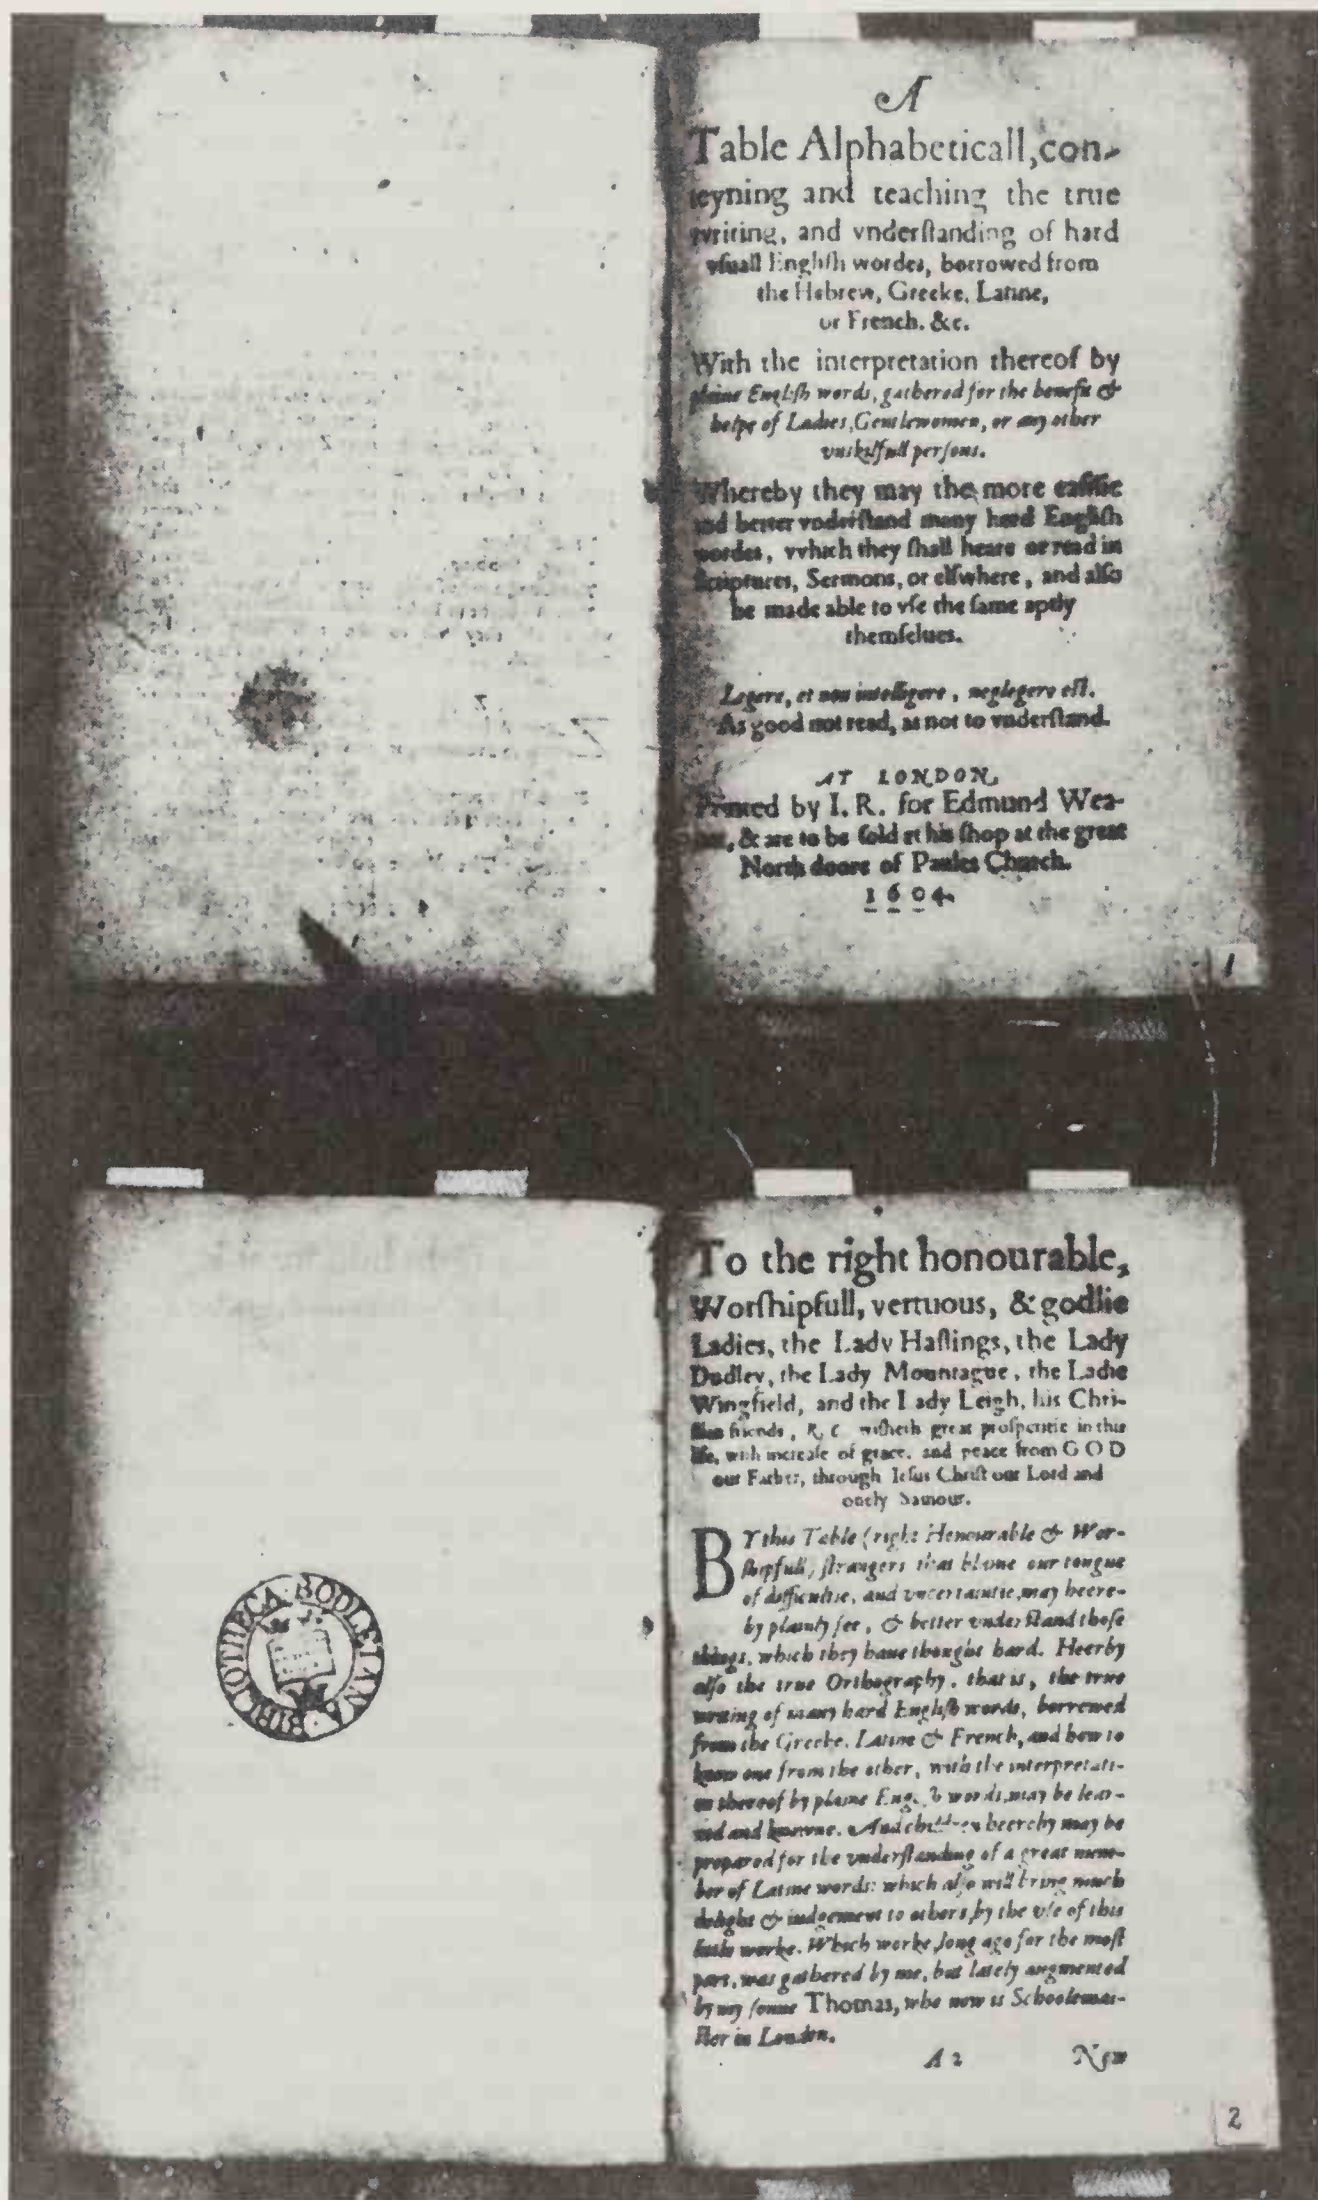 A
Table Alphabeticall, con-
teyning and teaching the true
writing, and vnderſtanding of hard
vſuall Engliſh wordes, borrowed from
the Hebrew, Greeke, Latine,
or French. &c.
With the interpretation thereof by
plaine Engliſh words, gathered for the benefit &
helpe of Ladies, Gentlewomen, or any other
vnskilfull perſons.
Whereby they may the more eaſilie
and better vnderſtand many hard Engliſh
wordes, vvhich they ſhall heare or read in
Scriptures, Sermons, or elſwhere, and alſo
be made able to vſe the ſame aptly
themſelues.
Legere, et non intelligere, neglegere eſt.
As good not read, as not to vnderſtand.
AT LONDON,
Printed by I. R. for Edmund Wea-
uer, & are to be ſold at his ſhop at the great
North doore of Paules Church.
1604.
1
To the right honourable,
Worſhipfull, vertuous, & godlie
Ladies, the Lady Haſtings, the Lady
Dudley, the Lady Mountague, the Ladie
Wingfield, and the Lady Leigh, his Chri-
ſtian friends, R. C. wiſheth great proſperitie in this
life, with increaſe of grace, and peace from GOD
our Father, through Ieſus Chriſt our Lord and
onely Sauiour.
BY this Table (right Honourable & Wor-
ſhipfull) ſtrangers that blame our tongue
of difficultie, and vncertaintie, may heere-
by plainly ſee, & better vnderſtand thoſe
things, which they haue thought hard. Heerby
alſo the true Orthography, that is, the true
writing of many hard Engliſh words, borrowed
from the Greeke, Latine & French, and how to
know one from the other, with the interpretati-
on thereof by plaine Engliſh words, may be lear-
ned and knowne. And children heereby may be
prepared for the vnderſtanding of a great num-
ber of Latine words: which alſo will bring much
delight & iudgement to others, by the vſe of this
little worke. Which worke, long ago for the moſt
part, was gathered by me, but lately augmented
by my ſonne Thomas, who now is Schoolemai-
ſter in London.
A 2 Now
2
BIBLIOTHECA BODLEIANA